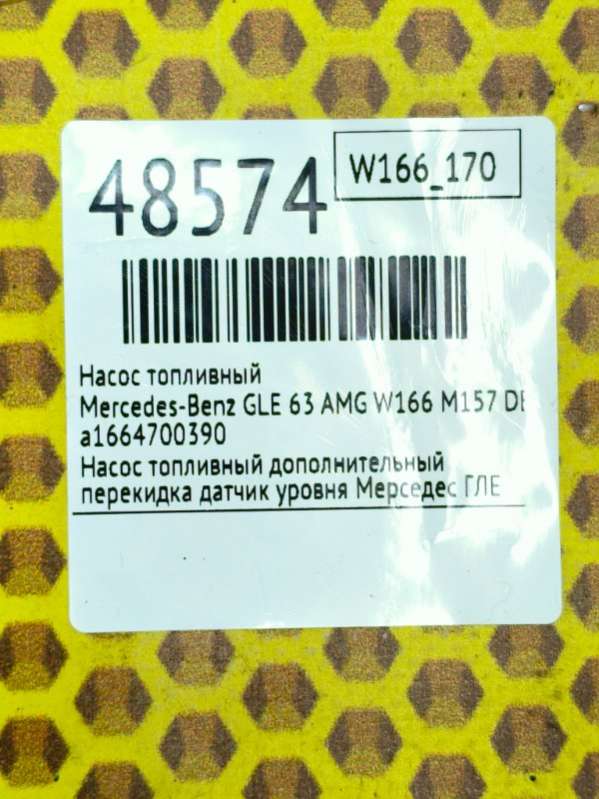 48574
W166_170
Насос топливный
Mercedes-Benz GLE 63 AMG W166 M157 DE
a1664700390
Насос топливный дополнительный
перекидка датчик уровня Мерседес ГЛЕ